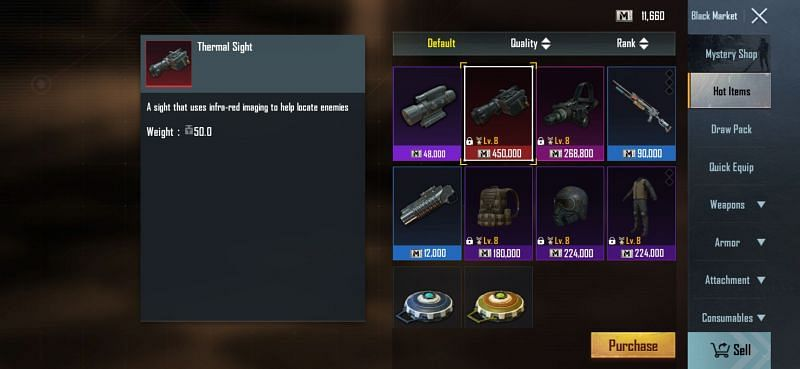 M 11,660
Black Market
Thermal Sight
A sight that uses infra-red imaging to help locate enemies
Weight : 50.0
Default
Quality
Rank
M 48,000
Lv. 8
M 450,000
Lv. 8
M 268,800
M 90,000
M 12,000
Lv. 8
M 180,000
Lv. 8
M 224,000
Lv. 8
M 224,000
Purchase
Mystery Shop
Hot Items
Draw Pack
Quick Equip
Weapons
Armor
Attachment
Consumables
Sell